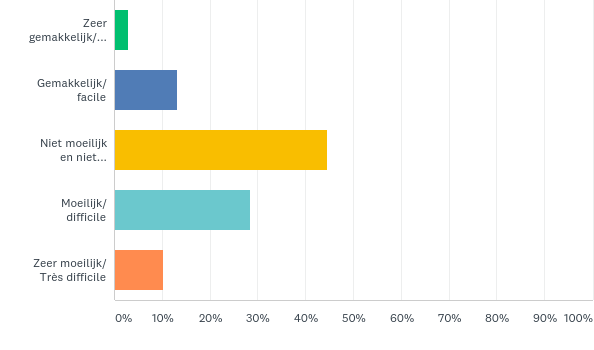 Zeer
gemakkelijk/...
Gemakkelijk/
facile
Niet moeilijk
en niet...
Moeilijk/
difficile
Zeer moeilijk/
Très difficile
0% 10% 20% 30% 40% 50% 60% 70% 80% 90% 100%